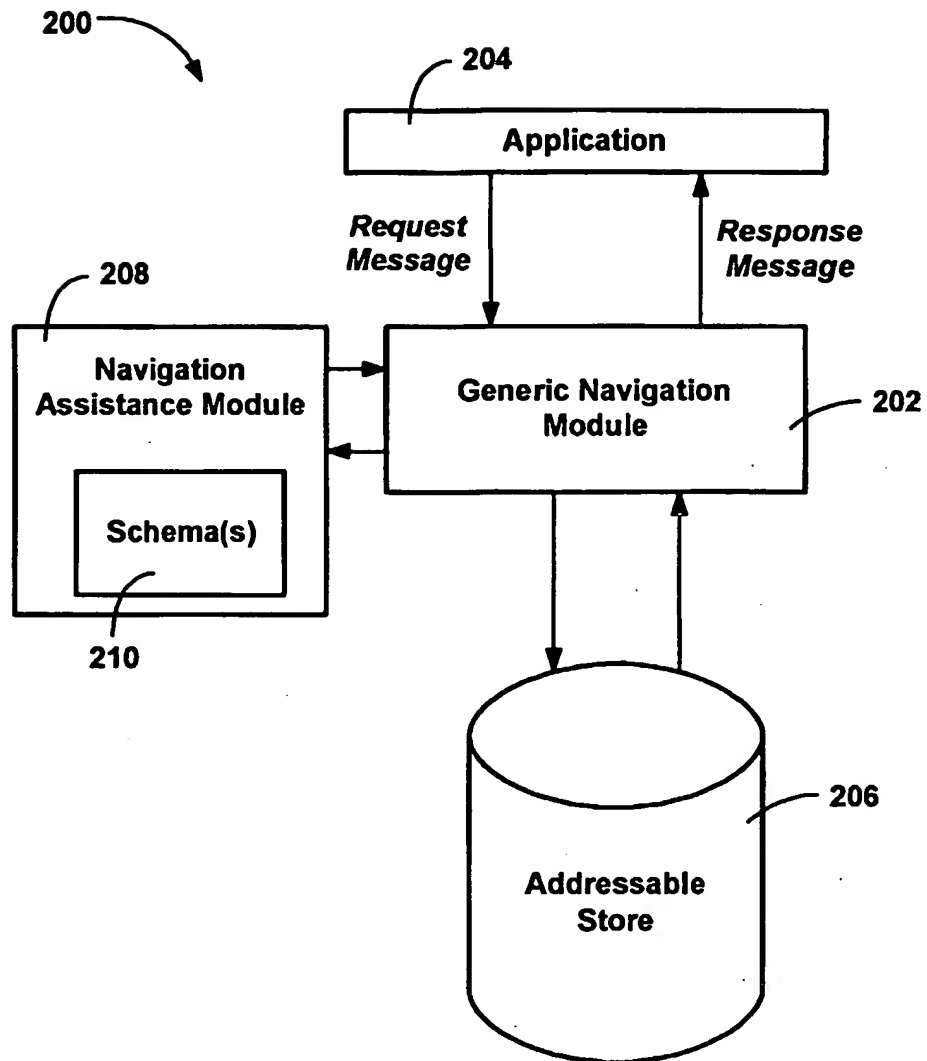 200
204
Application
Request
Message
Response
Message
208
Navigation
Assistance Module
Generic Navigation
Module
202
Schema(s)
210
206
Addressable
Store